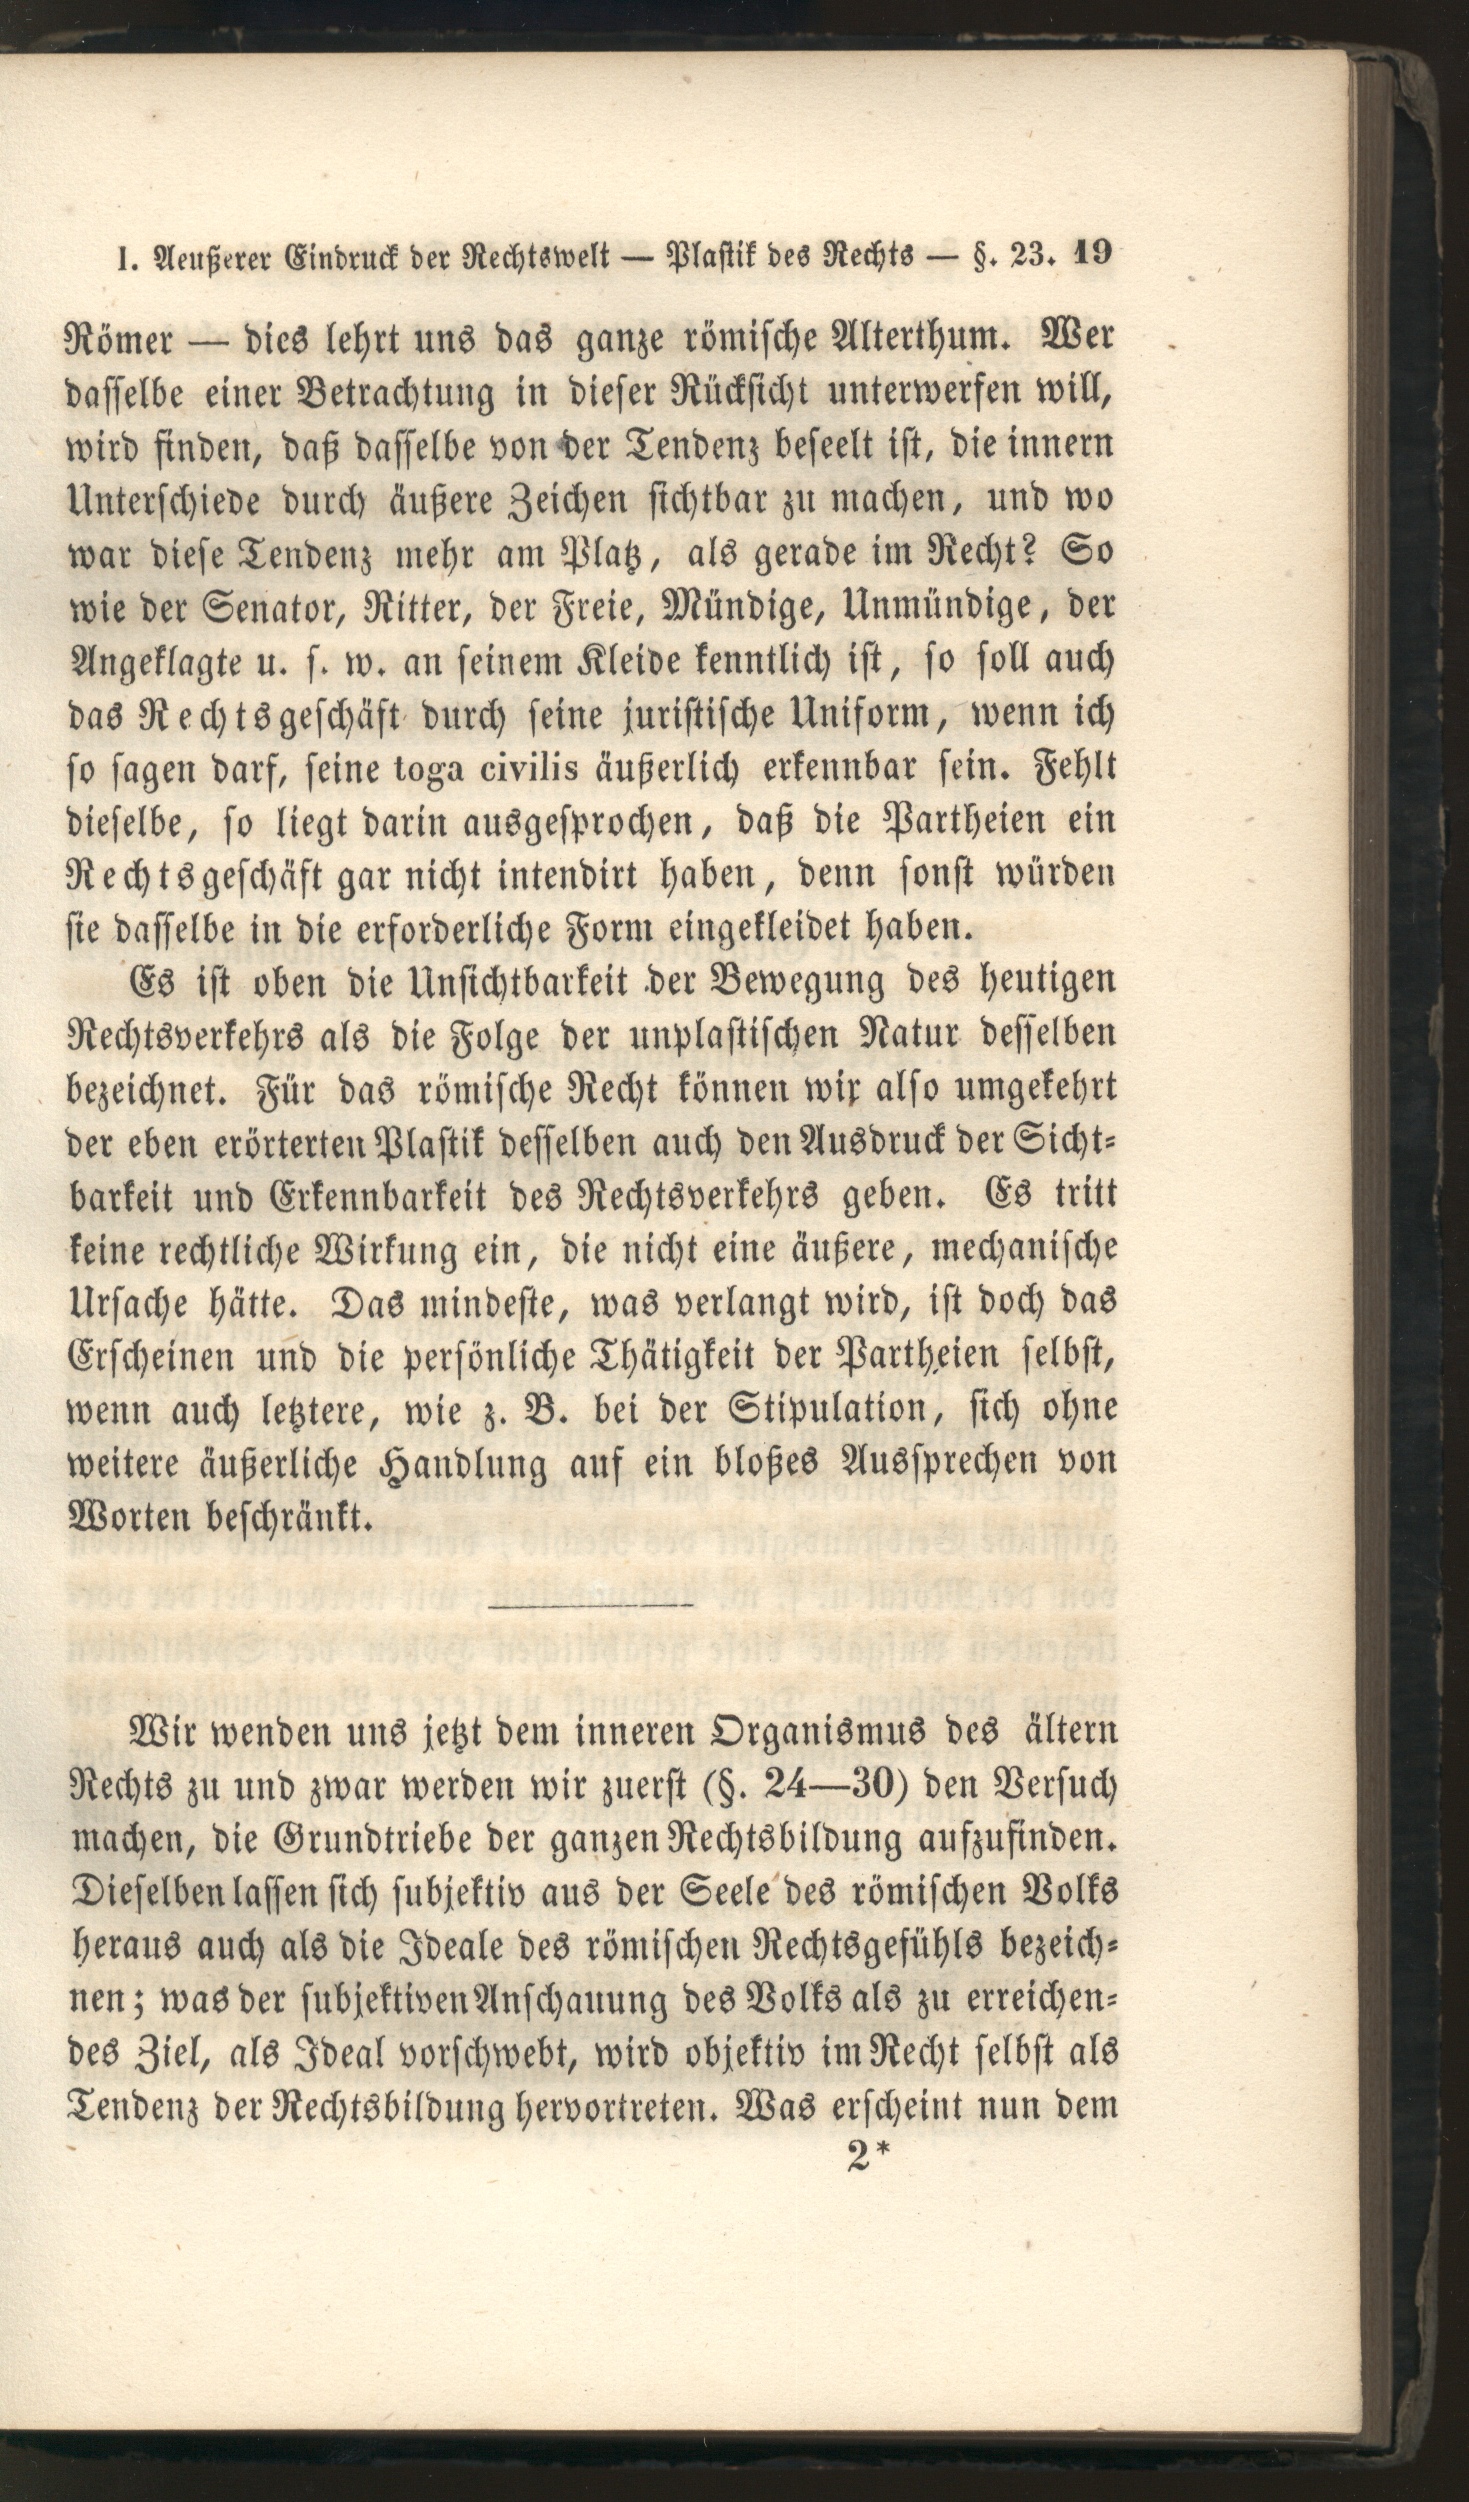 I. Aeußerer Eindruck der Rechtswelt — Plastik des Rechts — §. 23. 19
Römer — dies lehrt uns das ganze römische Alterthum. Wer
dasselbe einer Betrachtung in dieser Rücksicht unterwerfen will,
wird finden, daß dasselbe von der Tendenz beseelt ist, die innern
Unterschiede durch äußere Zeichen sichtbar zu machen, und wo
war diese Tendenz mehr am Platz, als gerade im Recht? So
wie der Senator, Ritter, der Freie, Mündige, Unmündige, der
Angeklagte u. s. w. an seinem Kleide kenntlich ist, so soll auch
das Rechtsgeschäft durch seine juristische Uniform, wenn ich
so sagen darf, seine toga civilis äußerlich erkennbar sein. Fehlt
dieselbe, so liegt darin ausgesprochen, daß die Partheien ein
Rechtsgeschäft gar nicht intendirt haben, denn sonst würden
sie dasselbe in die erforderliche Form eingekleidet haben.
Es ist oben die Unsichtbarkeit der Bewegung des heutigen
Rechtsverkehrs als die Folge der unplastischen Natur desselben
bezeichnet. Für das römische Recht können wir also umgekehrt
der eben erörterten Plastik desselben auch den Ausdruck der Sicht-
barkeit und Erkennbarkeit des Rechtsverkehrs geben. Es tritt
keine rechtliche Wirkung ein, die nicht eine äußere, mechanische
Ursache hätte. Das mindeste, was verlangt wird, ist doch das
Erscheinen und die persönliche Thätigkeit der Partheien selbst,
wenn auch letztere, wie z. B. bei der Stipulation, sich ohne
weitere äußerliche Handlung auf ein bloßes Aussprechen von
Worten beschränkt.
Wir wenden uns jetzt dem inneren Organismus des ältern
Rechts zu und zwar werden wir zuerst (§. 24—30) den Versuch
machen, die Grundtriebe der ganzen Rechtsbildung aufzufinden.
Dieselben lassen sich subjektiv aus der Seele des römischen Volks
heraus auch als die Ideale des römischen Rechtsgefühls bezeich-
nen; was der subjektiven Anschauung des Volks als zu erreichen-
des Ziel, als Ideal vorschwebt, wird objektiv im Recht selbst als
Tendenz der Rechtsbildung hervortreten. Was erscheint nun dem
2*